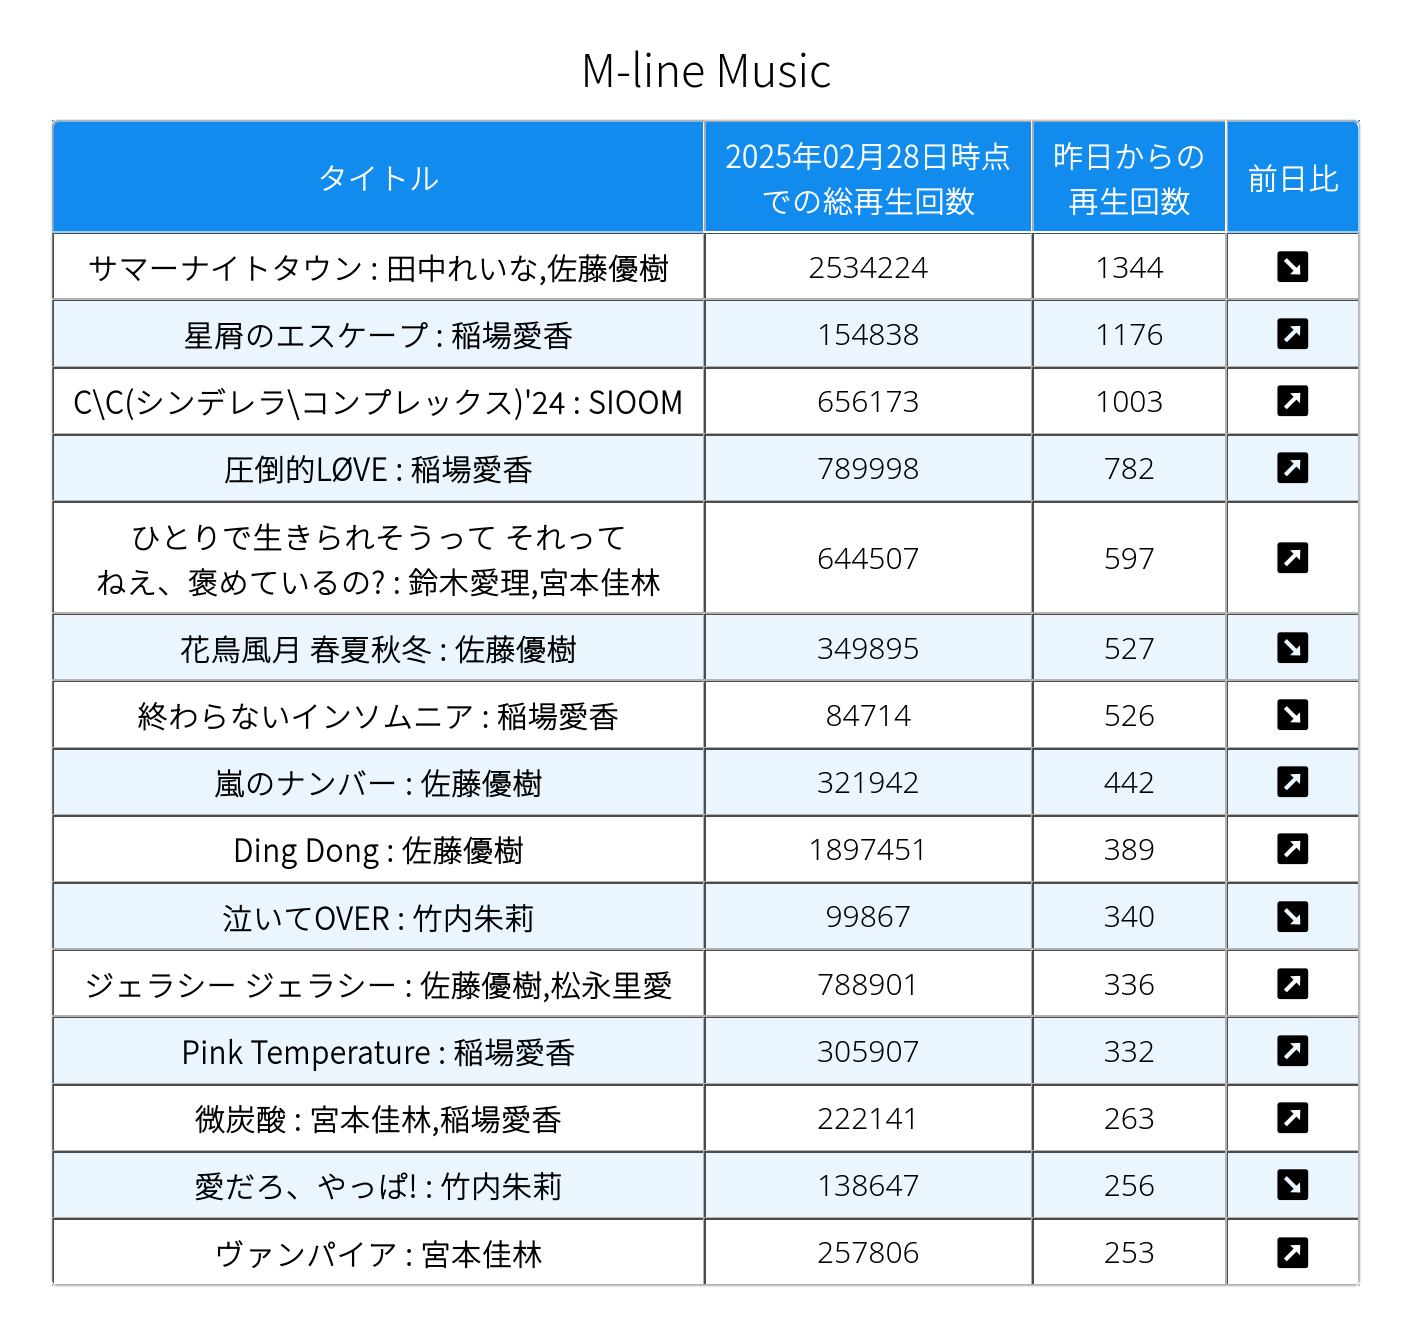 M-line Music
タイトル
2025年02月28日時点
での総再生回数
昨日からの
再生回数
前日比
サマーナイトタウン : 田中れいな,佐藤優樹 2534224 1344
星屑のエスケープ : 稲場愛香 154838 1176
C\C(シンデレラ\コンプレックス)'24 : SIOOM 656173 1003
圧倒的LØVE : 稲場愛香 789998 782
ひとりで生きられそうって それって
ねえ、褒めているの? : 鈴木愛理,宮本佳林 644507 597
花鳥風月 春夏秋冬 : 佐藤優樹 349895 527
終わらないインソムニア : 稲場愛香 84714 526
嵐のナンバー : 佐藤優樹 321942 442
Ding Dong : 佐藤優樹 1897451 389
泣いてOVER : 竹内朱莉 99867 340
ジェラシー ジェラシー : 佐藤優樹,松永里愛 788901 336
Pink Temperature : 稲場愛香 305907 332
微炭酸 : 宮本佳林,稲場愛香 222141 263
愛だろ、やっぱ! : 竹内朱莉 138647 256
ヴァンパイア : 宮本佳林 257806 253